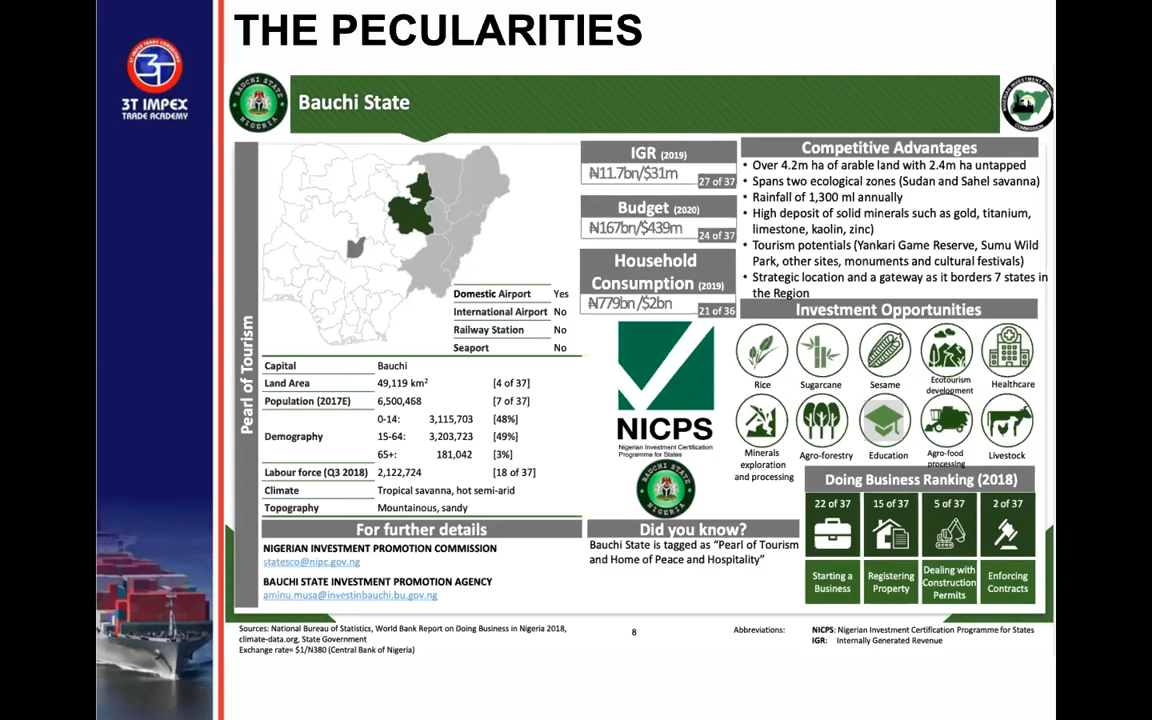 THE PECULARITIES
3T IMPEX TRADE CONSULTING
3T
3T IMPEX
TRADE ACADEMY
BAUCHI STATE
NIGERIA
Bauchi State
Pearl of Tourism
Domestic Airport Yes
International Airport No
Railway Station No
Seaport No
Capital Bauchi
Land Area 49,119 km² [4 of 37]
Population (2017E) 6,500,468 [7 of 37]
Demography
0-14: 3,115,703 [48%]
15-64: 3,203,723 [49%]
65+: 181,042 [3%]
Labour force (Q3 2018) 2,122,724 [18 of 37]
Climate Tropical savanna, hot semi-arid
Topography Mountainous, sandy
For further details
NIGERIAN INVESTMENT PROMOTION COMMISSION
statesco@nipc.gov.ng
BAUCHI STATE INVESTMENT PROMOTION AGENCY
aminu.musa@investinbauchi.bu.gov.ng
IGR (2019)
₦11.7bn/$31m
27 of 37
Budget (2020)
₦167bn/$439m
24 of 37
Household
Consumption (2019)
₦779bn/$2bn
21 of 36
NICPS
Nigerian Investment Certification
Programme for States
BAUCHI STATE
NIGERIA
Did you know?
Bauchi State is tagged as “Pearl of Tourism
and Home of Peace and Hospitality”
Competitive Advantages
• Over 4.2m ha of arable land with 2.4m untapped
• Spans two ecological zones (Sudan and Sahel savanna)
• Rainfall of 1,300 ml annually
• High deposit of solid minerals such as gold, titanium,
limestone, kaolin, zinc)
• Tourism potentials (Yankari Game Reserve, Sumu Wild
Park, other sites, monuments and cultural festivals)
• Strategic location and a gateway as it borders 7 states in
the Region
Investment Opportunities
Rice
Sugarcane
Sesame
Ecotourism
development
Healthcare
Minerals
exploration
and processing
Agro-forestry
Education
Agro-food
processing
Livestock
Doing Business Ranking (2018)
22 of 37
15 of 37
5 of 37
2 of 37
Starting a
Business
Registering
Property
Dealing with
Construction
Permits
Enforcing
Contracts
Sources: National Bureau of Statistics, World Bank Report on Doing Business in Nigeria 2018,
climate-data.org, State Government
Exchange rate= $1/N380 (Central Bank of Nigeria)
8
Abbreviations:
NICPS: Nigerian Investment Certification Programme for States
IGR: Internally Generated Revenue